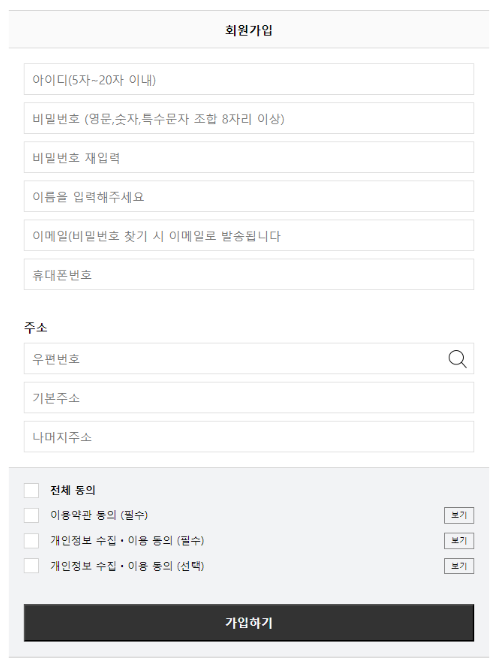 회원가입
아이디(5자~20자 이내)
비밀번호 (영문,숫자,특수문자 조합 8자리 이상)
비밀번호 재입력
이름을 입력해주세요
이메일(비밀번호 찾기 시 이메일로 발송됩니다
휴대폰번호
주소
우편번호
기본주소
나머지주소
전체 동의
이용약관 동의 (필수) 보기
개인정보 수집・이용 동의 (필수) 보기
개인정보 수집・이용 동의 (선택) 보기
가입하기